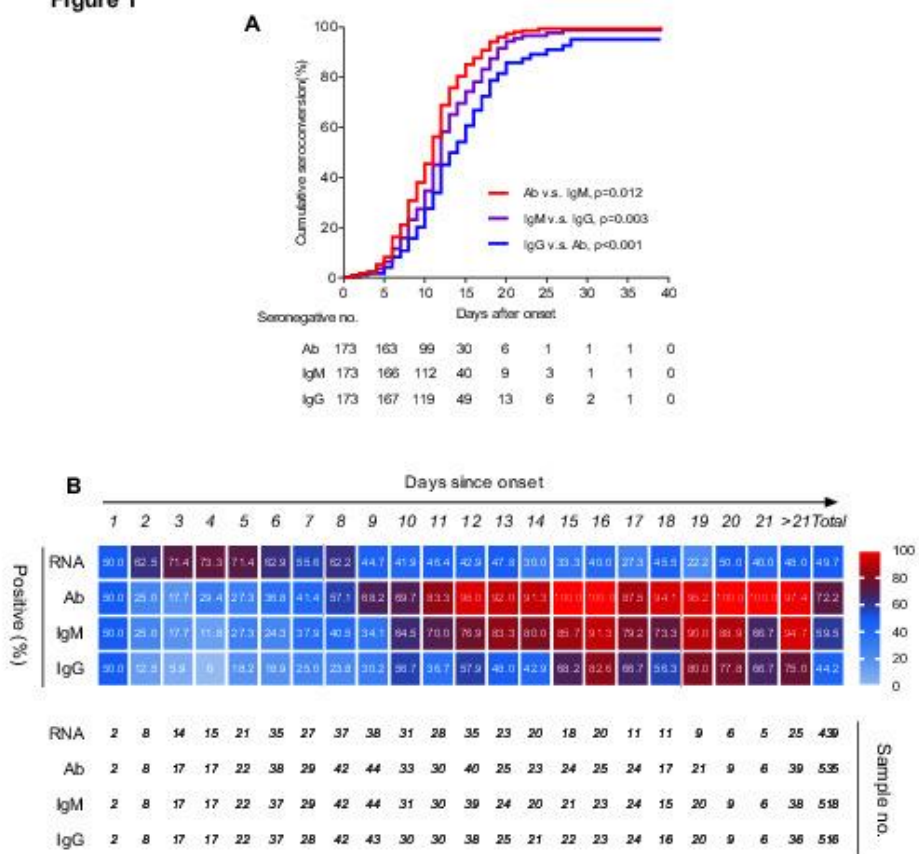 Figure 1
A
100
80
60
40
20
0
Cumulative seroconversion(%)
Ab v.s. IgM, p=0.012
IgM v.s. IgG, p=0.003
IgG v.s. Ab, p<0.001
0 5 10 15 20 25 30 35 40
Seronegative no. Days after onset
Ab 173 163 99 30 6 1 1 1 0
IgM 173 166 112 40 9 3 1 1 0
IgG 173 167 119 49 13 6 2 1 0
B
Days since onset
1 2 3 4 5 6 7 8 9 10 11 12 13 14 15 16 17 18 19 20 21 >21 Total
Positive (%)
RNA 50.0 62.5 71.4 73.3 71.4 62.9 55.6 62.2 44.7 41.9 46.4 42.9 47.8 30.0 33.3 40.0 27.3 45.5 22.2 50.0 40.0 48.0 49.7
Ab 50.0 25.0 17.7 29.4 27.3 36.8 41.4 57.1 68.2 69.7 83.3 92.0 91.3 100.0 100.0 87.5 94.1 95.2 100.0 100.0 97.4 72.2
IgM 50.0 25.0 17.7 11.8 27.3 24.3 37.9 40.5 34.1 64.5 70.0 76.9 83.3 80.0 85.7 91.3 79.2 73.3 90.0 88.9 66.7 94.7 59.5
IgG 50.0 12.5 5.9 0 18.2 18.9 25.0 23.8 30.2 56.7 36.7 57.9 48.0 42.9 68.2 82.6 66.7 56.3 80.0 77.8 66.7 75.0 44.2
100
80
60
40
20
0
RNA 2 8 14 15 21 35 27 37 38 31 28 35 23 20 18 20 11 11 9 6 5 25 439
Ab 2 8 17 17 22 38 29 42 44 33 30 40 25 23 24 25 24 17 21 9 6 39 535
IgM 2 8 17 17 22 37 29 42 44 31 30 39 24 20 21 23 24 15 20 9 6 38 518
IgG 2 8 17 17 22 37 28 42 43 30 30 38 25 21 22 23 24 16 20 9 6 36 516
Sample no.